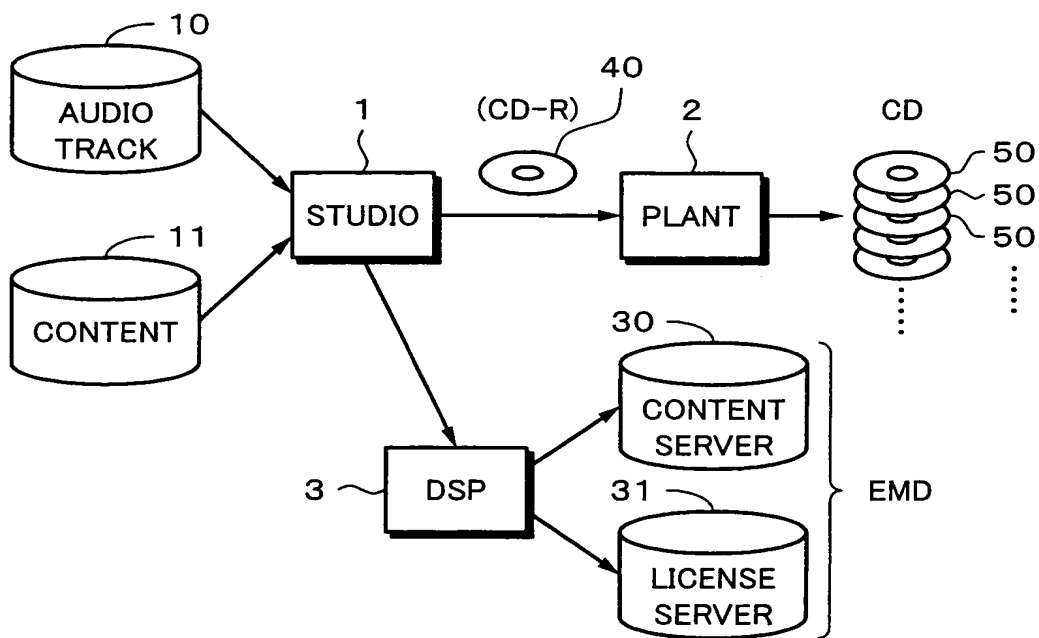 10
AUDIO
TRACK
11
CONTENT
1
STUDIO
(CD-R)
40
2
PLANT
CD
50
50
50
3
DSP
30
CONTENT
SERVER
31
LICENSE
SERVER
EMD